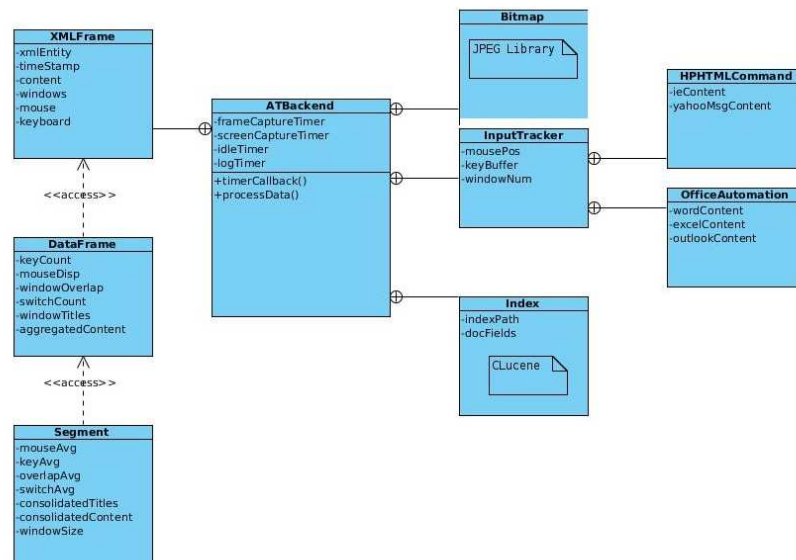 XMLFrame
-xmlEntity
-timeStamp
-content
-windows
-mouse
-keyboard
<<access>>
DataFrame
-keyCount
-mouseDisp
-windowOverlap
-switchCount
-windowTitles
-aggregatedContent
<<access>>
Segment
-mouseAvg
-keyAvg
-overlapAvg
-switchAvg
-consolidatedTitles
-consolidatedContent
-windowSize
ATBackend
-frameCaptureTimer
-screenCaptureTimer
-idleTimer
-logTimer
+timerCallback()
+processData()
Bitmap
JPEG Library
InputTracker
-mousePos
-keyBuffer
-windowNum
Index
-indexPath
-docFields
CLucene
HPHTMLCommand
-ieContent
-yahooMsgContent
OfficeAutomation
-wordContent
-excelContent
-outlookContent